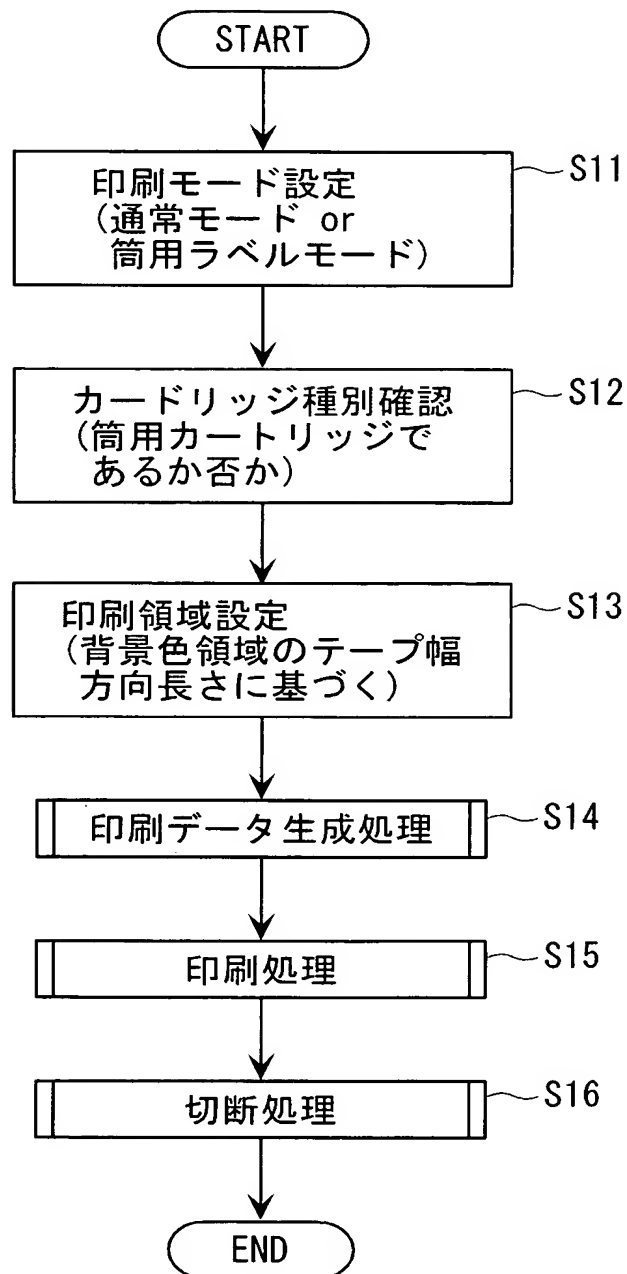 START
印刷モード設定
(通常モード or
筒用ラベルモード)
S11
カードリッジ種別確認
(筒用カートリッジで
あるか否か)
S12
印刷領域設定
(背景色領域のテープ幅
方向長さに基づく)
S13
印刷データ生成処理
S14
印刷処理
S15
切断処理
S16
END